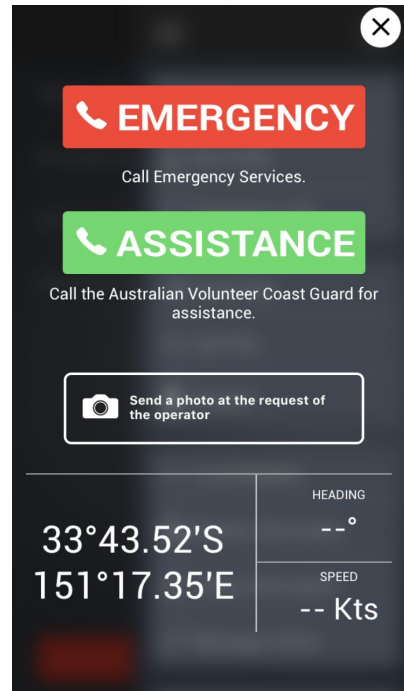 EMERGENCY
Call Emergency Services.
ASSISTANCE
Call the Australian Volunteer Coast Guard for
assistance.
Send a photo at the request of
the operator
33°43.52'S
151°17.35'E
HEADING
--°
SPEED
-- Kts